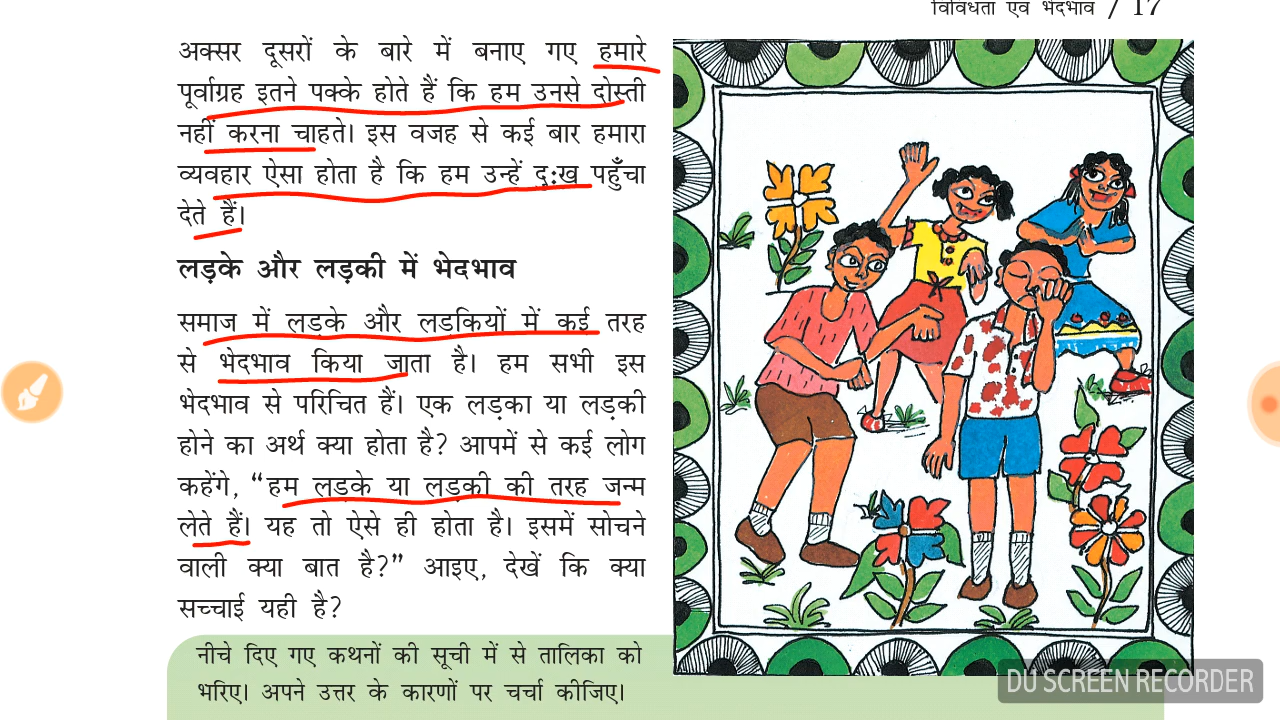 विविधता एवं भेदभाव / 17
अक्सर दूसरों के बारे में बनाए गए हमारे
पूर्वाग्रह इतने पक्के होते हैं कि हम उनसे दोस्ती
नहीं करना चाहते। इस वजह से कई बार हमारा
व्यवहार ऐसा होता है कि हम उन्हें दुःख पहुँचा
देते हैं।
लड़के और लड़की में भेदभाव
समाज में लड़के और लड़कियों में कई तरह
से भेदभाव किया जाता है। हम सभी इस
भेदभाव से परिचित हैं। एक लड़का या लड़की
होने का अर्थ क्या होता है? आपमें से कई लोग
कहेंगे, “हम लड़के या लड़की की तरह जन्म
लेते हैं। यह तो ऐसे ही होता है। इसमें सोचने
वाली क्या बात है?” आइए, देखें कि क्या
सच्चाई यही है?
नीचे दिए गए कथनों की सूची में से तालिका को
भरिए। अपने उत्तर के कारणों पर चर्चा कीजिए।
DU SCREEN RECORDER